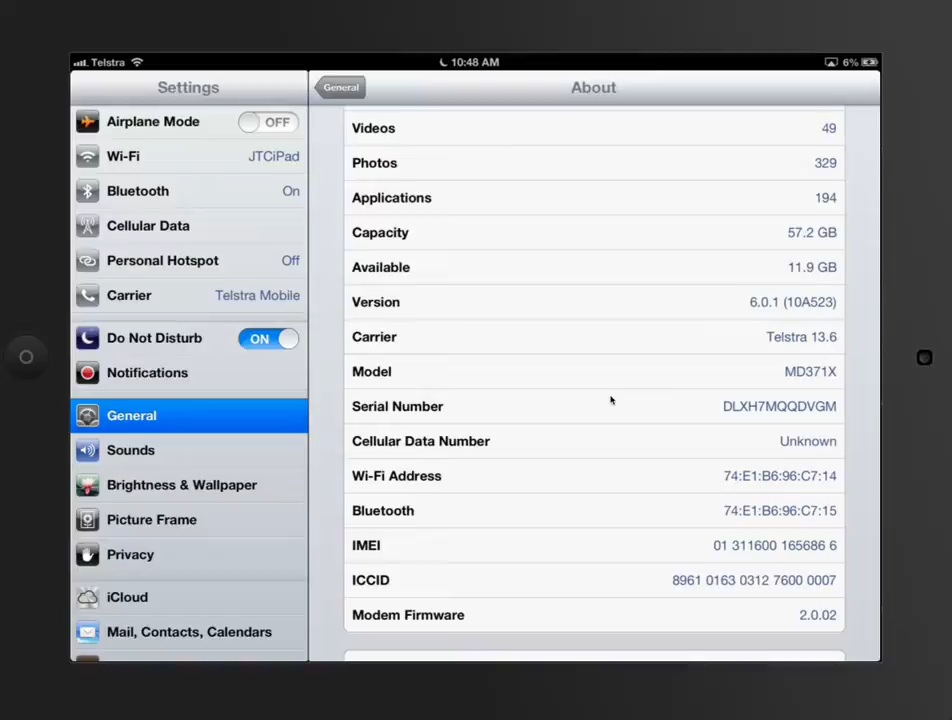 Telstra 10:48 AM 6%
Settings
Airplane Mode OFF
Wi-Fi JTCiPad
Bluetooth On
Cellular Data
Personal Hotspot Off
Carrier Telstra Mobile
Do Not Disturb ON
Notifications
General
Sounds
Brightness & Wallpaper
Picture Frame
Privacy
iCloud
Mail, Contacts, Calendars
General About
Videos 49
Photos 329
Applications 194
Capacity 57.2 GB
Available 11.9 GB
Version 6.0.1 (10A523)
Carrier Telstra 13.6
Model MD371X
Serial Number DLXH7MQQDVGM
Cellular Data Number Unknown
Wi-Fi Address 74:E1:B6:96:C7:14
Bluetooth 74:E1:B6:96:C7:15
IMEI 01 311600 165686 6
ICCID 8961 0163 0312 7600 0007
Modem Firmware 2.0.02